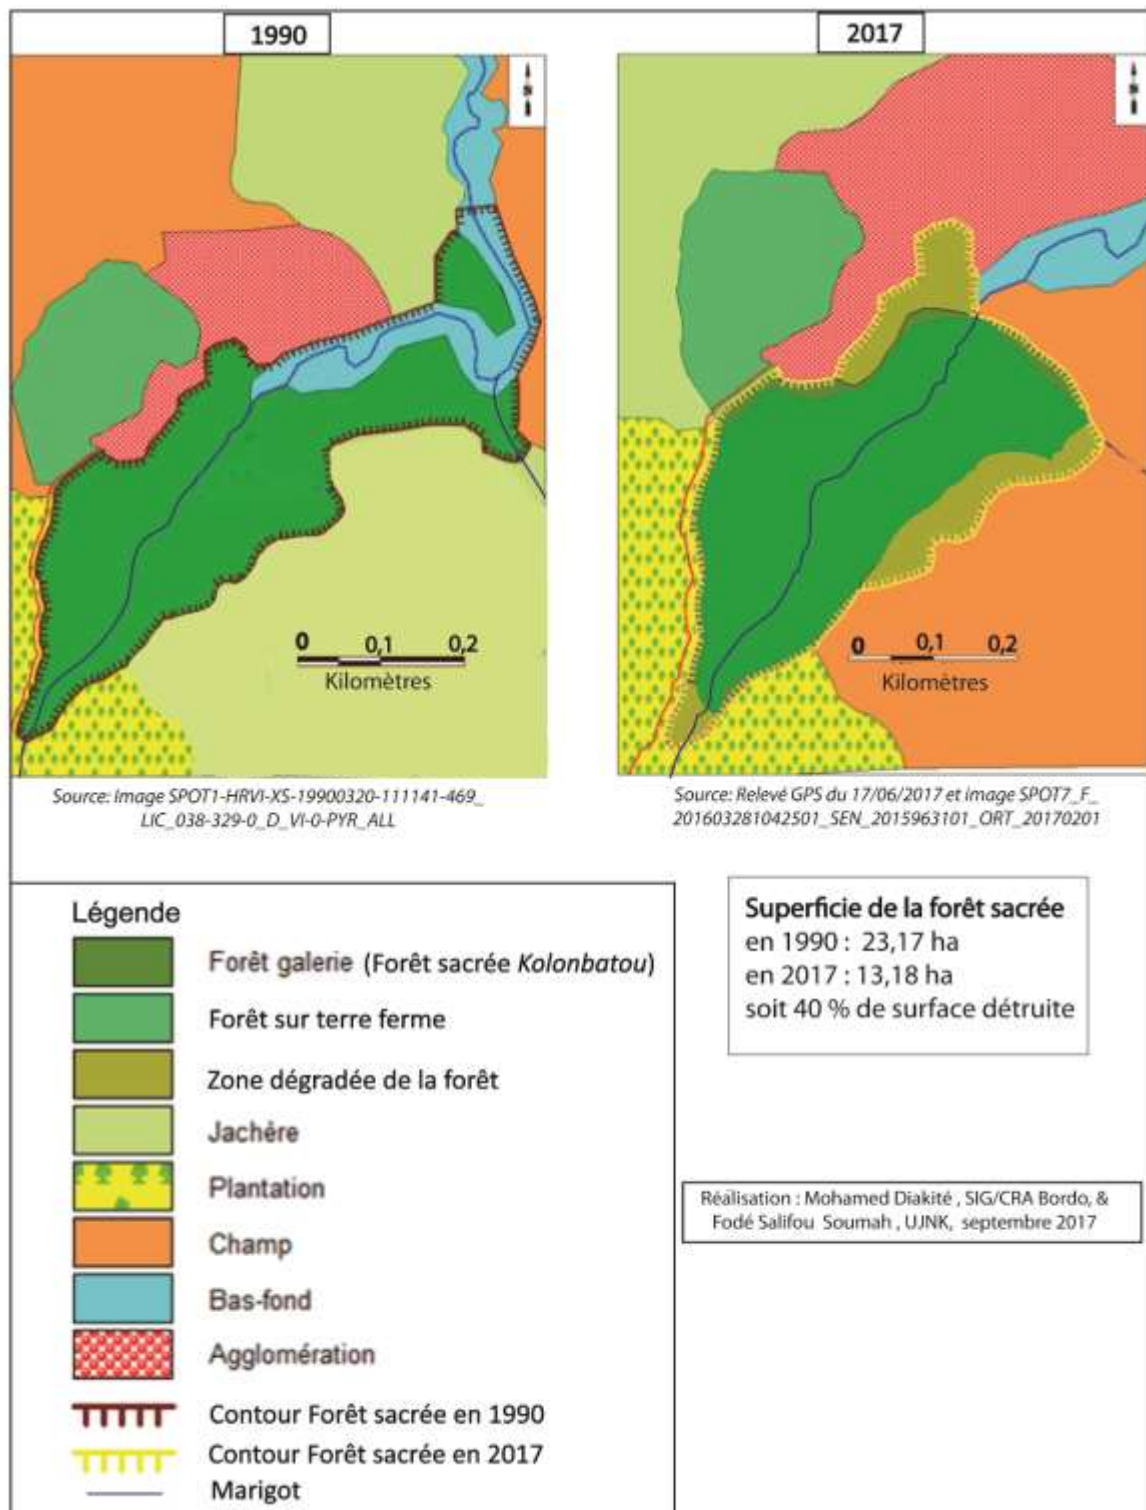 1990
2017
N
N
0 0,1 0,2
Kilomètres
0 0,1 0,2
Kilomètres
Source: Image SPOT1-HRVI-XS-19900320-111141-469_
LIC_038-329-0_D_VI-0-PYR_ALL
Source: Relevé GPS du 17/06/2017 et image SPOT7_F_
201603281042501_SEN_2015963101_ORT_20170201
Légende
Forêt galerie (Forêt sacrée Kolonbatou)
Forêt sur terre ferme
Zone dégradée de la forêt
Jachére
Plantation
Champ
Bas-fond
Agglomération
Contour Forêt sacrée en 1990
Contour Forêt sacrée en 2017
Marigot
Superficie de la forêt sacrée
en 1990 : 23,17 ha
en 2017 : 13,18 ha
soit 40 % de surface détruite
Réalisation : Mohamed Diakité , SIG/CRA Bordo, &
Fodé Salifou Soumah , UJNK, septembre 2017